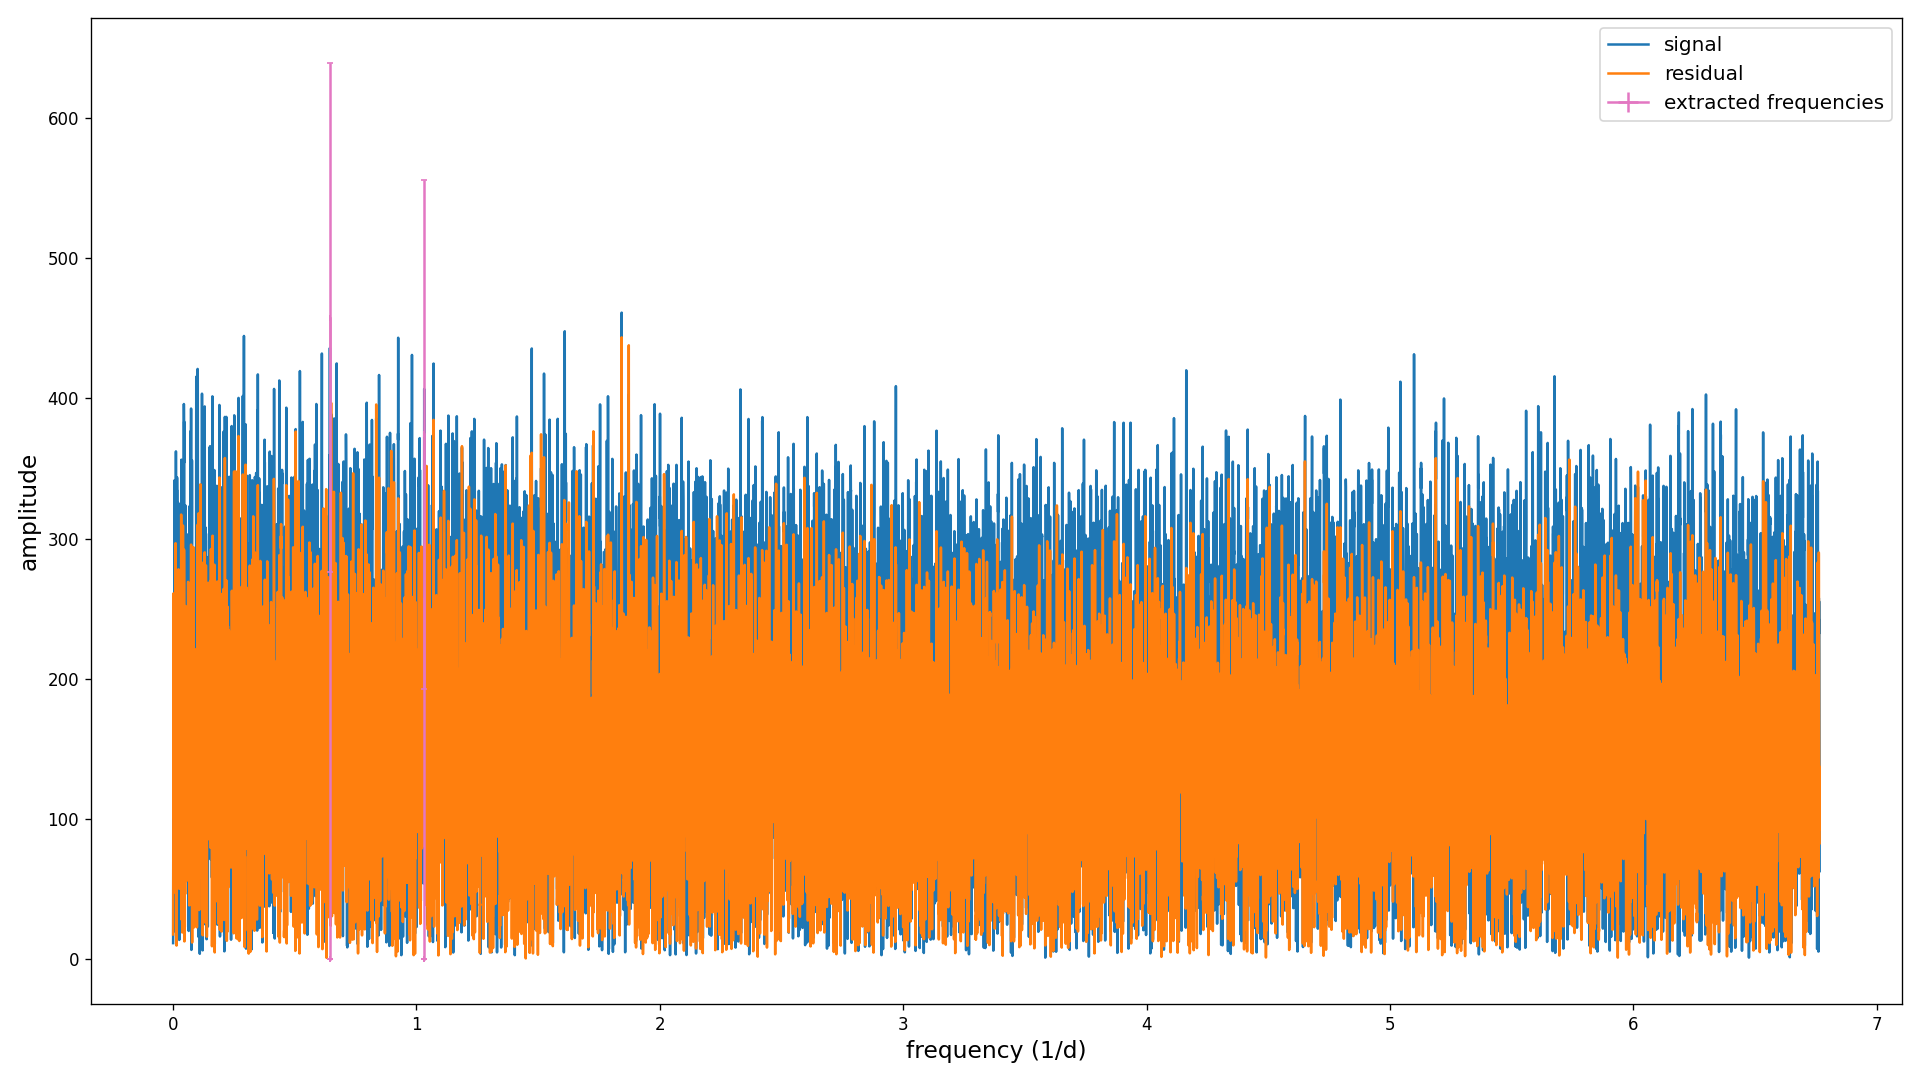 signal
residual
extracted frequencies
600
500
400
300
200
100
0
amplitude
0 1 2 3 4 5 6 7
frequency (1/d)